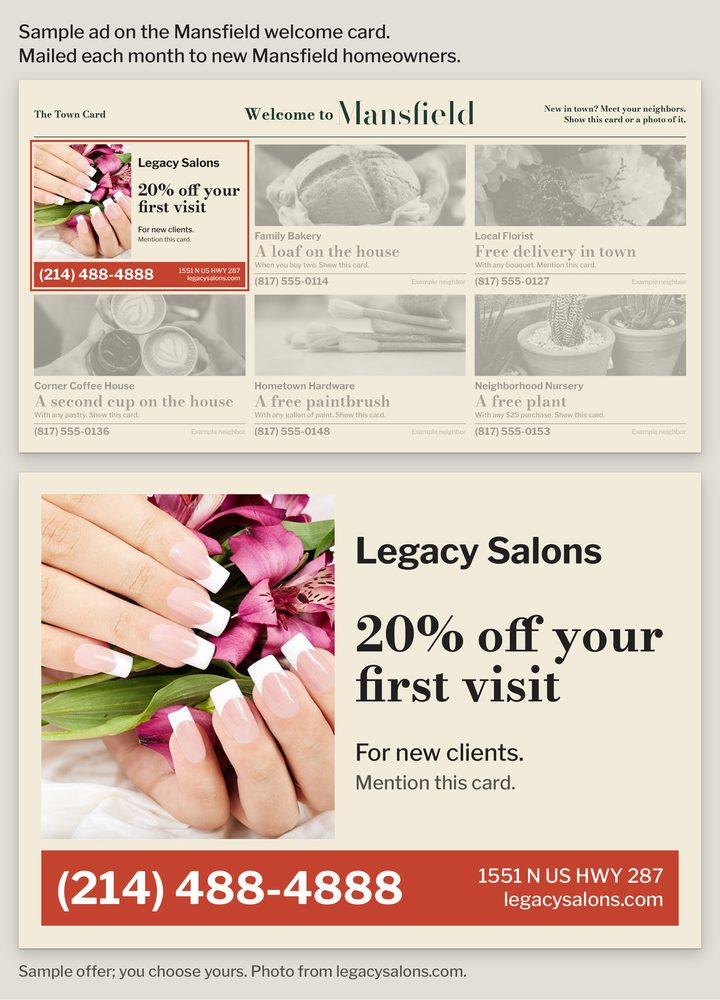 Sample ad on the Mansfield welcome card.
Mailed each month to new Mansfield homeowners.
The Town Card
Welcome to Mansfield
New in town? Meet your neighbors.
Show this card or a photo of it.
Legacy Salons
20% off your
first visit
For new clients.
Mention this card.
(214) 488-4888
1551 N US HWY 287
legacysalons.com
Family Bakery
A loaf on the house
When you buy two. Show this card.
(817) 555-0114
Example neighbor
Local Florist
Free delivery in town
With any bouquet. Mention this card.
(817) 555-0127
Example neighbor
Corner Coffee House
A second cup on the house
With any pastry. Show this card.
(817) 555-0136
Example neighbor
Hometown Hardware
A free paintbrush
With any gallon of paint. Show this card.
(817) 555-0148
Example neighbor
Neighborhood Nursery
A free plant
With any $25 purchase. Show this card.
(817) 555-0153
Example neighbor
Legacy Salons
20% off your
first visit
For new clients.
Mention this card.
(214) 488-4888
1551 N US HWY 287
legacysalons.com
Sample offer; you choose yours. Photo from legacysalons.com.